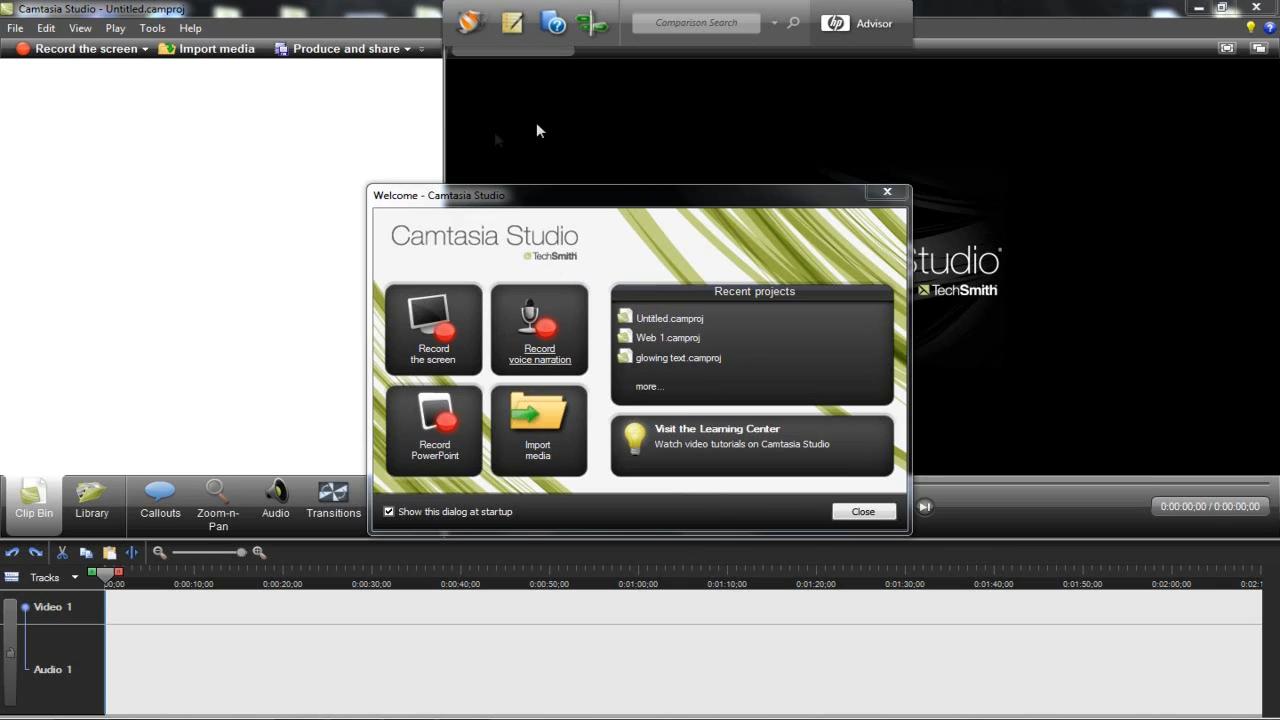 Camtasia Studio - Untitled.camproj
File Edit View Play Tools Help
Comparison Search
hp Advisor
Record the screen Import media Produce and share
Welcome - Camtasia Studio
Camtasia Studio
TechSmith
Record
the screen
Record
voice narration
Record
PowerPoint
Import
media
Recent projects
Untitled.camproj
Web 1.camproj
glowing text.camproj
more...
Visit the Learning Center
Watch video tutorials on Camtasia Studio
Show this dialog at startup
Close
Studio
TechSmith
Clip Bin
Library
Callouts
Zoom-n-
Pan
Audio
Transitions
0:00:00;00 / 0:00:00;00
Tracks
00;00 0:00:10;00 0:00:20;00 0:00:30;00 0:00:40;00 0:00:50;00 0:01:00;00 0:01:10;00 0:01:20;00 0:01:30;00 0:01:40;00 0:01:50;00 0:02:00;00 0:02:1
Video 1
Audio 1